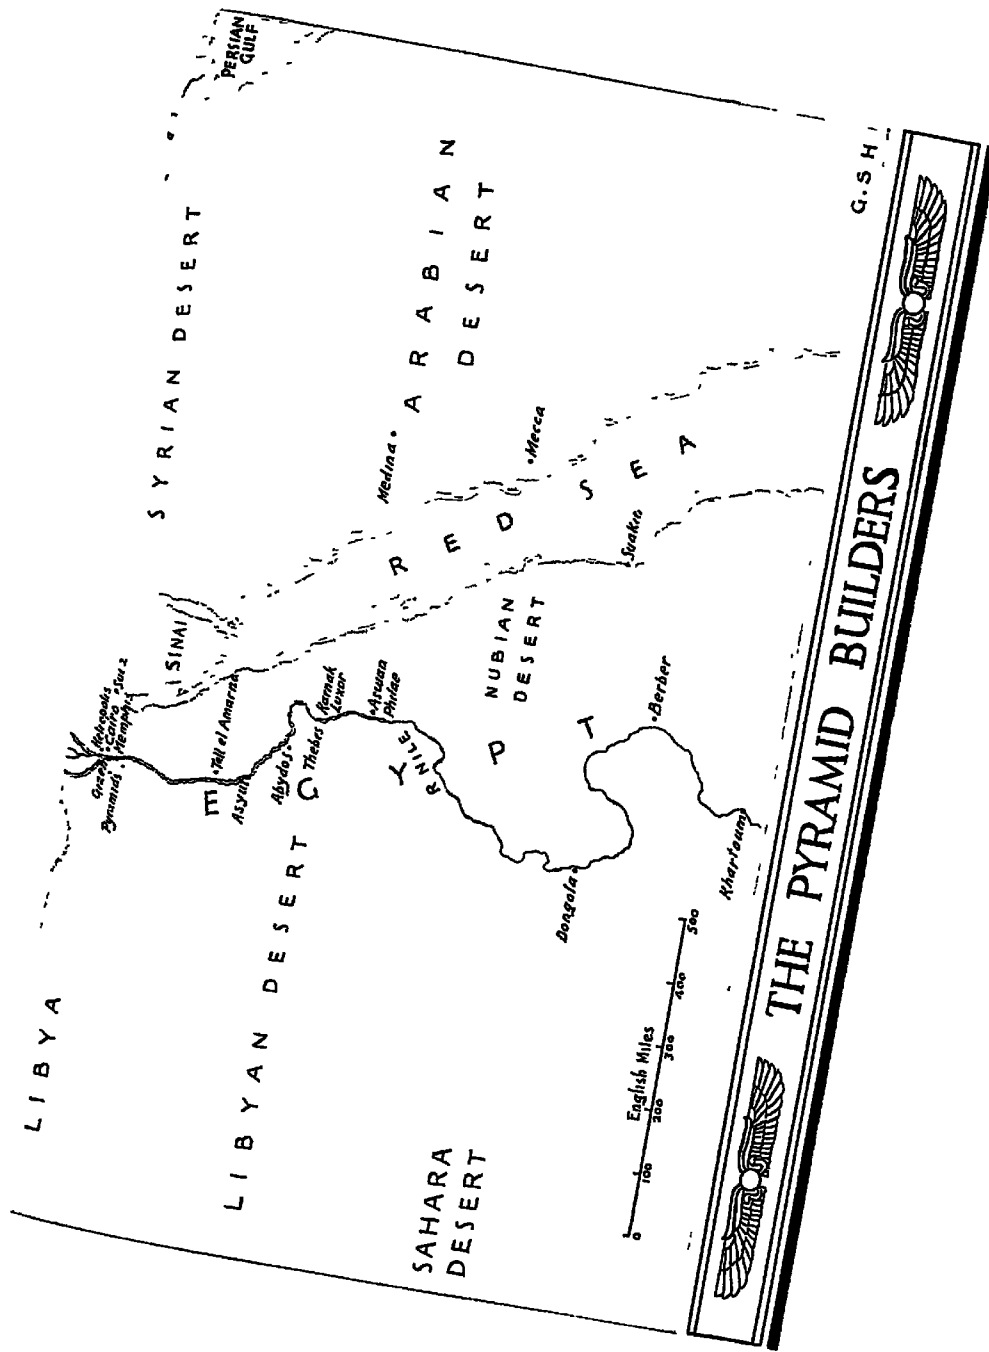 PERSIAN
GULF
SYRIAN DESERT
ARABIAN
DESERT
Medina
Mecca
RED SEA
SINAI
Suez
Heliopolis
Cairo
Memphis
Pyramids
Tell el Amarna
Asyut
Abydos
Thebes
Karnak
Luxor
Aswan
Philae
EGYPT
R NILE
NUBIAN
DESERT
Suakin
Berber
Dongola
Khartoum
LIBYA
LIBYAN DESERT
SAHARA
DESERT
English Miles
0 100 200 300 400 500
G.SH
THE PYRAMID BUILDERS